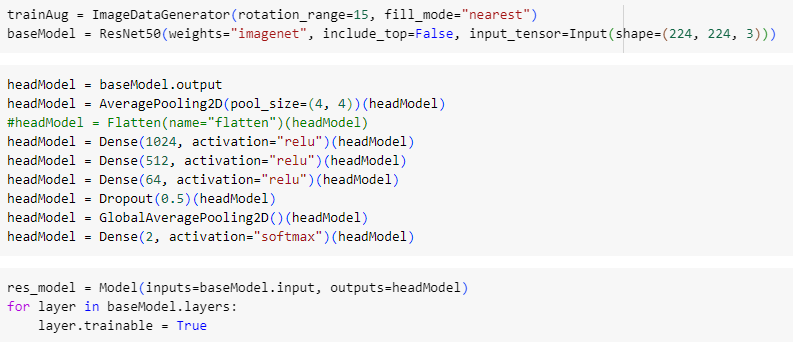 trainAug = ImageDataGenerator(rotation_range=15, fill_mode="nearest")
baseModel = ResNet50(weights="imagenet", include_top=False, input_tensor=Input(shape=(224, 224, 3)))
headModel = baseModel.output
headModel = AveragePooling2D(pool_size=(4, 4))(headModel)
#headModel = Flatten(name="flatten")(headModel)
headModel = Dense(1024, activation="relu")(headModel)
headModel = Dense(512, activation="relu")(headModel)
headModel = Dense(64, activation="relu")(headModel)
headModel = Dropout(0.5)(headModel)
headModel = GlobalAveragePooling2D()(headModel)
headModel = Dense(2, activation="softmax")(headModel)
res_model = Model(inputs=baseModel.input, outputs=headModel)
for layer in baseModel.layers:
    layer.trainable = True